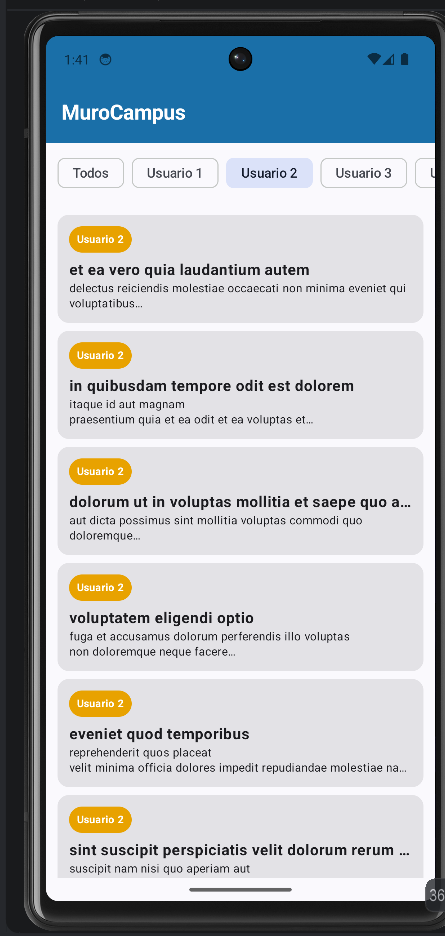 1:41
MuroCampus
Todos
Usuario 1
Usuario 2
Usuario 3
U
Usuario 2
et ea vero quia laudantium autem
delectus reiciendis molestiae occaecati non minima eveniet qui
voluptatibus…
Usuario 2
in quibusdam tempore odit est dolorem
itaque id aut magnam
praesentium quia et ea odit et ea voluptas et…
Usuario 2
dolorum ut in voluptas mollitia et saepe quo a…
aut dicta possimus sint mollitia voluptas commodi quo
doloremque…
Usuario 2
voluptatem eligendi optio
fuga et accusamus dolorum perferendis illo voluptas
non doloremque neque facere…
Usuario 2
eveniet quod temporibus
reprehenderit quos placeat
velit minima officia dolores impedit repudiandae molestiae na…
Usuario 2
sint suscipit perspiciatis velit dolorum rerum …
suscipit nam nisi quo aperiam aut
36